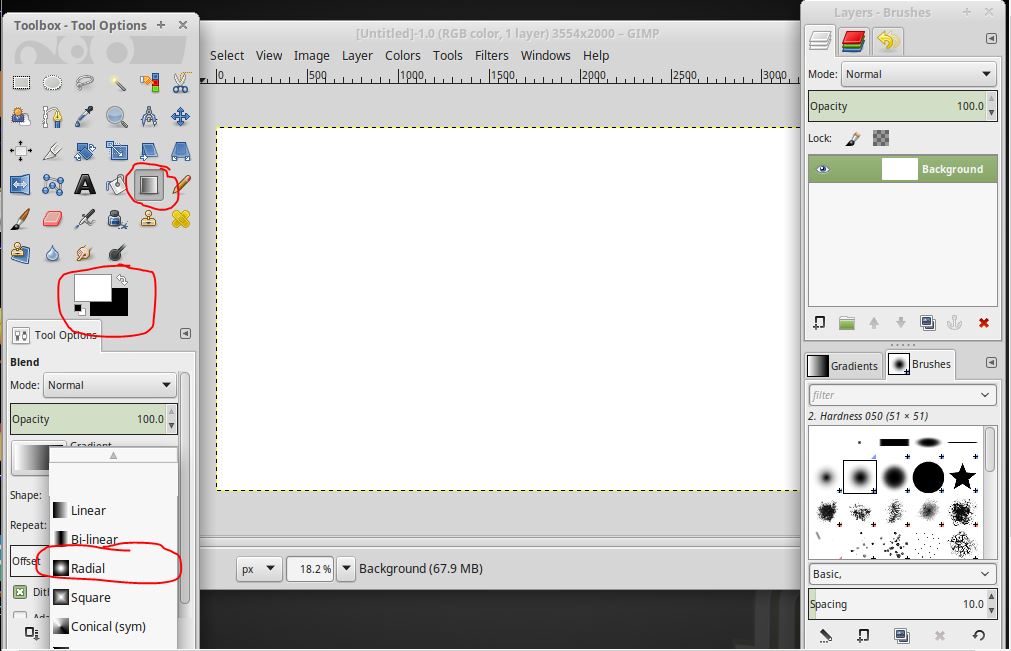 Toolbox - Tool Options
Tool Options
Blend
Mode: Normal
Opacity 100.0
Gradient
Shape:
Repeat:
Offset
Linear
Bi-linear
Radial
Square
Conical (sym)
[Untitled]-1.0 (RGB color, 1 layer) 3554x2000 – GIMP
Select View Image Layer Colors Tools Filters Windows Help
0 500 1000 1500 2000 2500 3000
px 18.2 % Background (67.9 MB)
Layers - Brushes
Mode: Normal
Opacity 100.0
Lock:
Background
Gradients Brushes
filter
2. Hardness 050 (51 × 51)
Basic,
Spacing 10.0